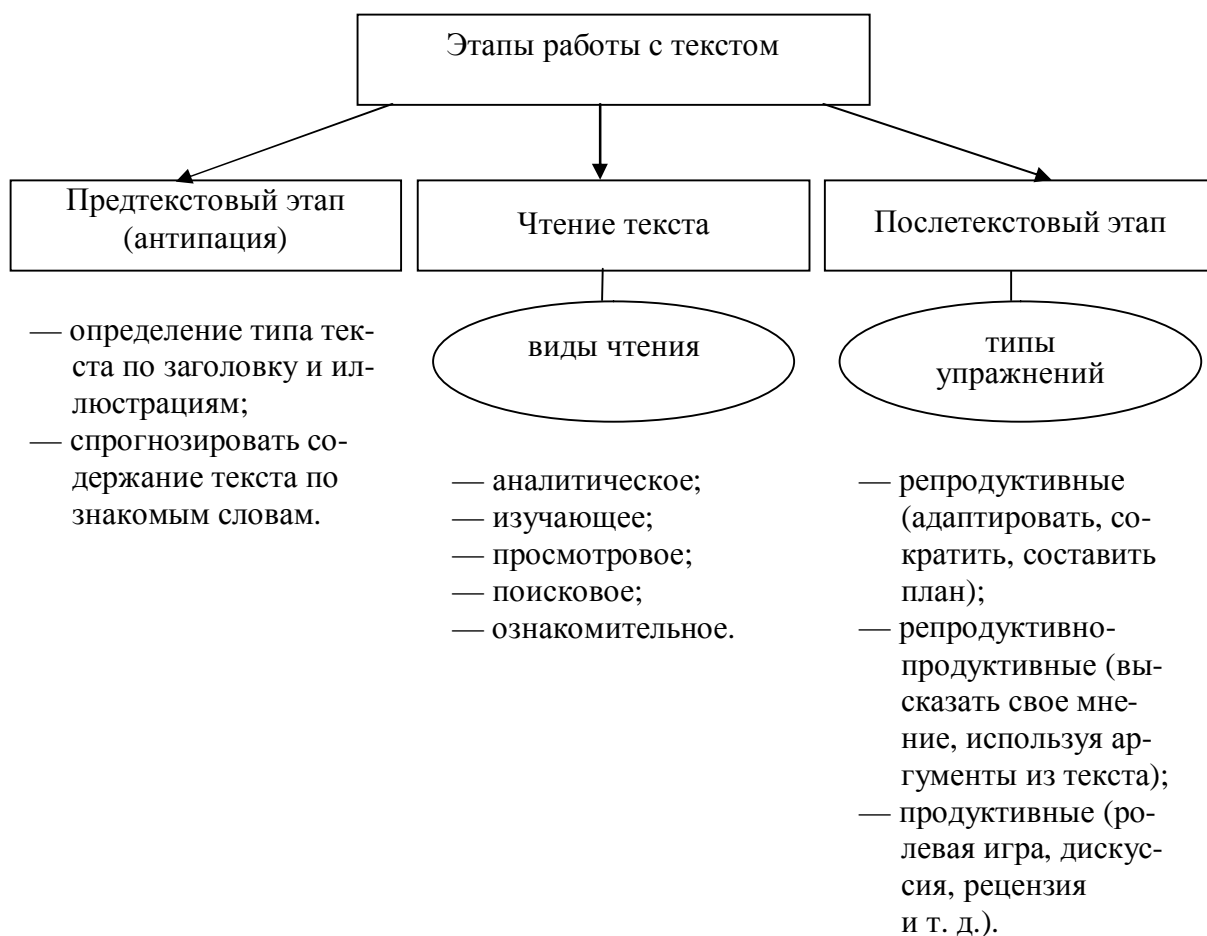 Этапы работы с текстом
Предтекстовый этап
(антипация)
Чтение текста
Послетекстовый этап
— определение типа тек-
ста по заголовку и ил-
люстрациям;
— спрогнозировать со-
держание текста по
знакомым словам.
виды чтения
— аналитическое;
— изучающее;
— просмотровое;
— поисковое;
— ознакомительное.
типы
упражнений
— репродуктивные
(адаптировать, со-
кратить, составить
план);
— репродуктивно-
продуктивные (вы-
сказать свое мне-
ние, используя ар-
гументы из текста);
— продуктивные (ро-
левая игра, дискус-
сия, рецензия
и т. д.).